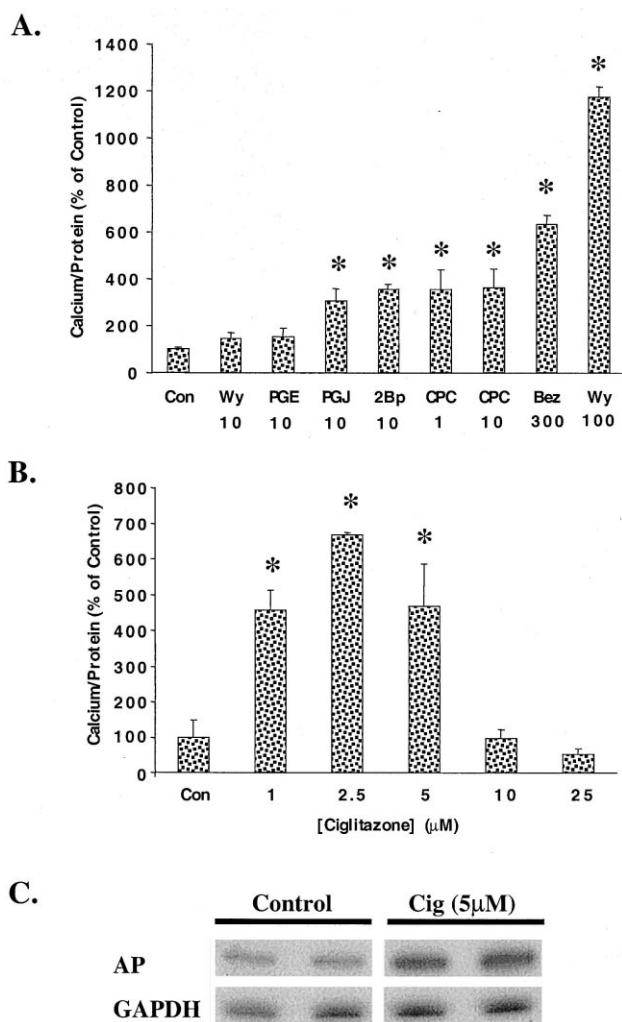 A.
Calcium/Protein (% of Control)
1400
1200
1000
800
600
400
200
0
* * * * * *
Con Wy PGE PGJ 2Bp CPC CPC Bez Wy
10 10 10 10 1 10 300 100
B.
Calcium/Protein (% of Control)
800
700
600
500
400
300
200
100
0
* * *
Con 1 2.5 5 10 25
[Ciglitazone] (μM)
C.
Control Cig (5μM)
AP
GAPDH